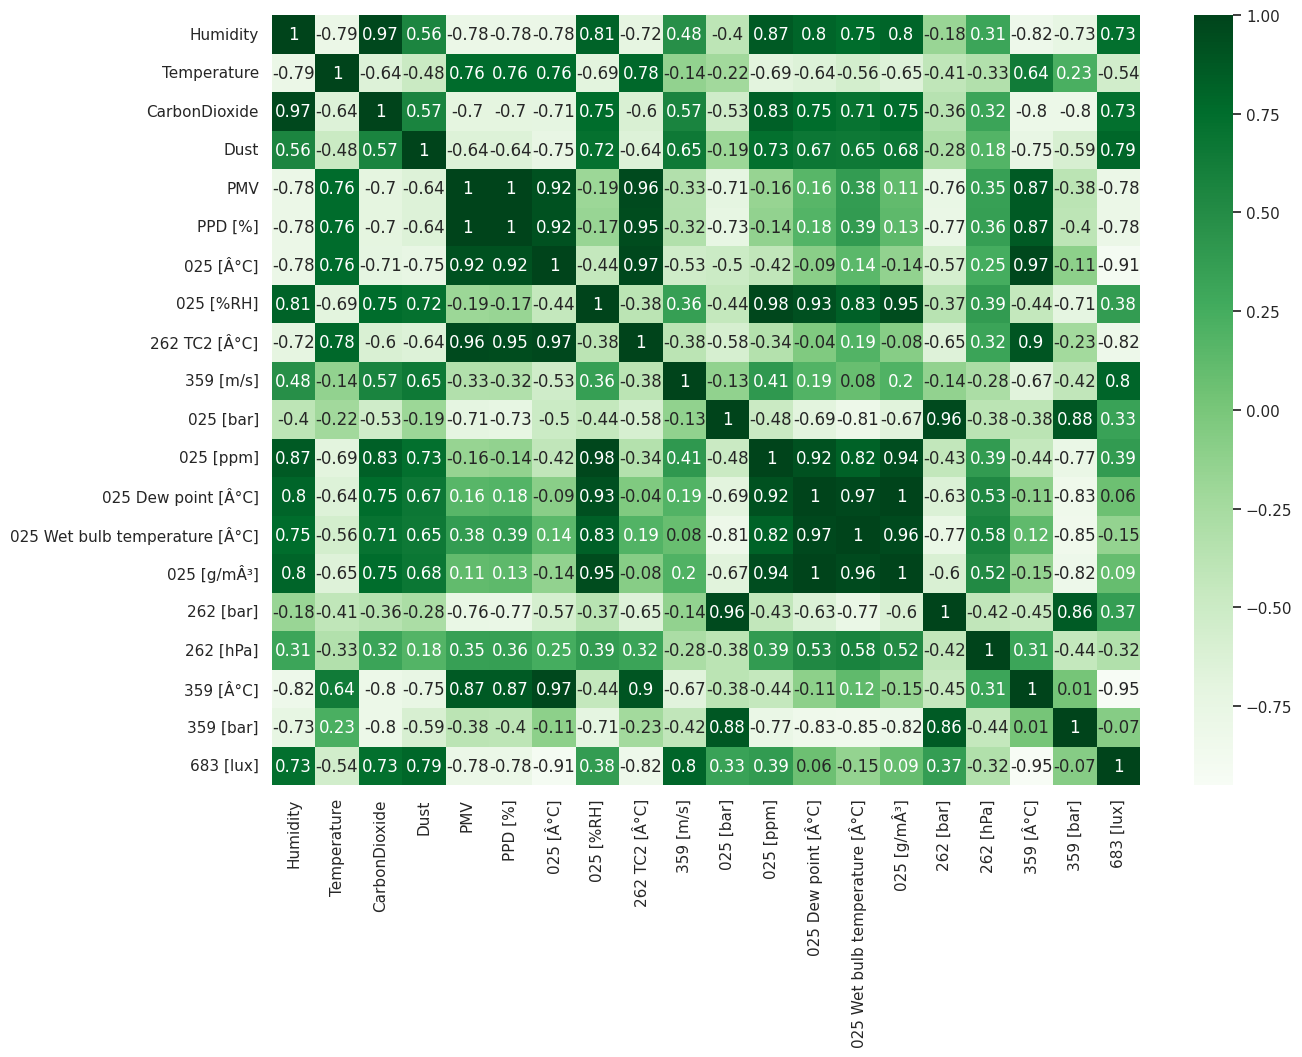 Humidity 1 -0.79 0.97 0.56 -0.78 -0.78 -0.78 0.81 -0.72 0.48 -0.4 0.87 0.8 0.75 0.8 -0.18 0.31 -0.82 -0.73 0.73
Temperature -0.79 1 -0.64 -0.48 0.76 0.76 0.76 -0.69 0.78 -0.14 -0.22 -0.69 -0.64 -0.56 -0.65 -0.41 -0.33 0.64 0.23 -0.54
CarbonDioxide 0.97 -0.64 1 0.57 -0.7 -0.7 -0.71 0.75 -0.6 0.57 -0.53 0.83 0.75 0.71 0.75 -0.36 0.32 -0.8 -0.8 0.73
Dust 0.56 -0.48 0.57 1 -0.64 -0.64 -0.75 0.72 -0.64 0.65 -0.19 0.73 0.67 0.65 0.68 -0.28 0.18 -0.75 -0.59 0.79
PMV -0.78 0.76 -0.7 -0.64 1 1 0.92 -0.19 0.96 -0.33 -0.71 -0.16 0.16 0.38 0.11 -0.76 0.35 0.87 -0.38 -0.78
PPD [%] -0.78 0.76 -0.7 -0.64 1 1 0.92 -0.17 0.95 -0.32 -0.73 -0.14 0.18 0.39 0.13 -0.77 0.36 0.87 -0.4 -0.78
025 [Â°C] -0.78 0.76 -0.71 -0.75 0.92 0.92 1 -0.44 0.97 -0.53 -0.5 -0.42 -0.09 0.14 -0.14 -0.57 0.25 0.97 -0.11 -0.91
025 [%RH] 0.81 -0.69 0.75 0.72 -0.19 -0.17 -0.44 1 -0.38 0.36 -0.44 0.98 0.93 0.83 0.95 -0.37 0.39 -0.44 -0.71 0.38
262 TC2 [Â°C] -0.72 0.78 -0.6 -0.64 0.96 0.95 0.97 -0.38 1 -0.38 -0.58 -0.34 -0.04 0.19 -0.08 -0.65 0.32 0.9 -0.23 -0.82
359 [m/s] 0.48 -0.14 0.57 0.65 -0.33 -0.32 -0.53 0.36 -0.38 1 -0.13 0.41 0.19 0.08 0.2 -0.14 -0.28 -0.67 -0.42 0.8
025 [bar] -0.4 -0.22 -0.53 -0.19 -0.71 -0.73 -0.5 -0.44 -0.58 -0.13 1 -0.48 -0.69 -0.81 -0.67 0.96 -0.38 -0.38 0.88 0.33
025 [ppm] 0.87 -0.69 0.83 0.73 -0.16 -0.14 -0.42 0.98 -0.34 0.41 -0.48 1 0.92 0.82 0.94 -0.43 0.39 -0.44 -0.77 0.39
025 Dew point [Â°C] 0.8 -0.64 0.75 0.67 0.16 0.18 -0.09 0.93 -0.04 0.19 -0.69 0.92 1 0.97 1 -0.63 0.53 -0.11 -0.83 0.06
025 Wet bulb temperature [Â°C] 0.75 -0.56 0.71 0.65 0.38 0.39 0.14 0.83 0.19 0.08 -0.81 0.82 0.97 1 0.96 -0.77 0.58 0.12 -0.85 -0.15
025 [g/mÂ³] 0.8 -0.65 0.75 0.68 0.11 0.13 -0.14 0.95 -0.08 0.2 -0.67 0.94 1 0.96 1 -0.6 0.52 -0.15 -0.82 0.09
262 [bar] -0.18 -0.41 -0.36 -0.28 -0.76 -0.77 -0.57 -0.37 -0.65 -0.14 0.96 -0.43 -0.63 -0.77 -0.6 1 -0.42 -0.45 0.86 0.37
262 [hPa] 0.31 -0.33 0.32 0.18 0.35 0.36 0.25 0.39 0.32 -0.28 -0.38 0.39 0.53 0.58 0.52 -0.42 1 0.31 -0.44 -0.32
359 [Â°C] -0.82 0.64 -0.8 -0.75 0.87 0.87 0.97 -0.44 0.9 -0.67 -0.38 -0.44 -0.11 0.12 -0.15 -0.45 0.31 1 0.01 -0.95
359 [bar] -0.73 0.23 -0.8 -0.59 -0.38 -0.4 -0.11 -0.71 -0.23 -0.42 0.88 -0.77 -0.83 -0.85 -0.82 0.86 -0.44 0.01 1 -0.07
683 [lux] 0.73 -0.54 0.73 0.79 -0.78 -0.78 -0.91 0.38 -0.82 0.8 0.33 0.39 0.06 -0.15 0.09 0.37 -0.32 -0.95 -0.07 1
Humidity
Temperature
CarbonDioxide
Dust
PMV
PPD [%]
025 [Â°C]
025 [%RH]
262 TC2 [Â°C]
359 [m/s]
025 [bar]
025 [ppm]
025 Dew point [Â°C]
025 Wet bulb temperature [Â°C]
025 [g/mÂ³]
262 [bar]
262 [hPa]
359 [Â°C]
359 [bar]
683 [lux]
1.00
0.75
0.50
0.25
0.00
−0.25
−0.50
−0.75